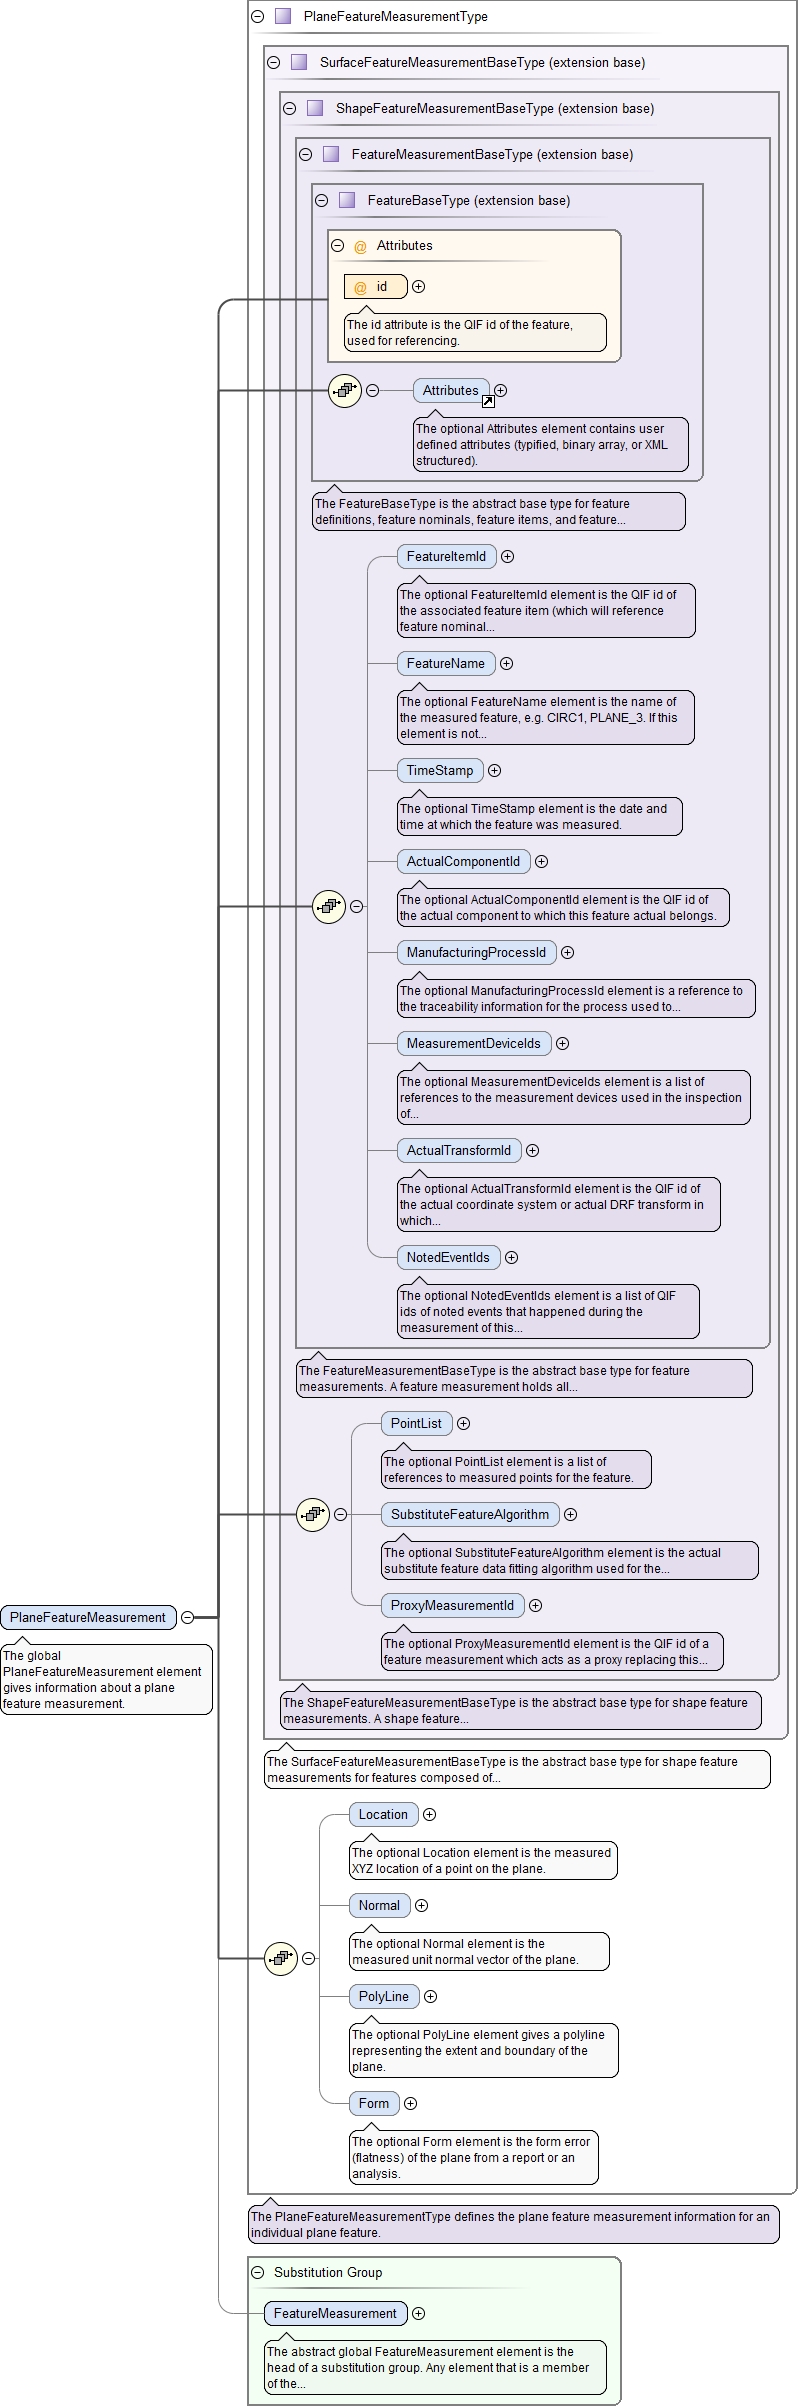 PlaneFeatureMeasurementType
SurfaceFeatureMeasurementBaseType (extension base)
ShapeFeatureMeasurementBaseType (extension base)
FeatureMeasurementBaseType (extension base)
FeatureBaseType (extension base)
@ Attributes
@ id
The id attribute is the QIF id of the feature,
used for referencing.
Attributes
The optional Attributes element contains user
defined attributes (typified, binary array, or XML
structured).
The FeatureBaseType is the abstract base type for feature
definitions, feature nominals, feature items, and feature...
FeatureItemId
The optional FeatureItemId element is the QIF id of
the associated feature item (which will reference
feature nominal...
FeatureName
The optional FeatureName element is the name of
the measured feature, e.g. CIRC1, PLANE_3. If this
element is not...
TimeStamp
The optional TimeStamp element is the date and
time at which the feature was measured.
ActualComponentId
The optional ActualComponentId element is the QIF id of
the actual component to which this feature actual belongs.
ManufacturingProcessId
The optional ManufacturingProcessId element is a reference to
the traceability information for the process used to...
MeasurementDeviceIds
The optional MeasurementDeviceIds element is a list of
references to the measurement devices used in the inspection
of...
ActualTransformId
The optional ActualTransformId element is the QIF id of
the actual coordinate system or actual DRF transform in
which...
NotedEventIds
The optional NotedEventIds element is a list of QIF
ids of noted events that happened during the
measurement of this...
The FeatureMeasurementBaseType is the abstract base type for feature
measurements. A feature measurement holds all...
PointList
The optional PointList element is a list of
references to measured points for the feature.
SubstituteFeatureAlgorithm
The optional SubstituteFeatureAlgorithm element is the actual
substitute feature data fitting algorithm used for the...
ProxyMeasurementId
The optional ProxyMeasurementId element is the QIF id of a
feature measurement which acts as a proxy replacing this...
PlaneFeatureMeasurement
The global
PlaneFeatureMeasurement element
gives information about a plane
feature measurement.
The ShapeFeatureMeasurementBaseType is the abstract base type for shape feature
measurements. A shape feature...
The SurfaceFeatureMeasurementBaseType is the abstract base type for shape feature
measurements for features composed of...
Location
The optional Location element is the measured
XYZ location of a point on the plane.
Normal
The optional Normal element is the
measured unit normal vector of the plane.
PolyLine
The optional PolyLine element gives a polyline
representing the extent and boundary of the
plane.
Form
The optional Form element is the form error
(flatness) of the plane from a report or an
analysis.
The PlaneFeatureMeasurementType defines the plane feature measurement information for an
individual plane feature.
Substitution Group
FeatureMeasurement
The abstract global FeatureMeasurement element is the
head of a substitution group. Any element that is a member
of the...